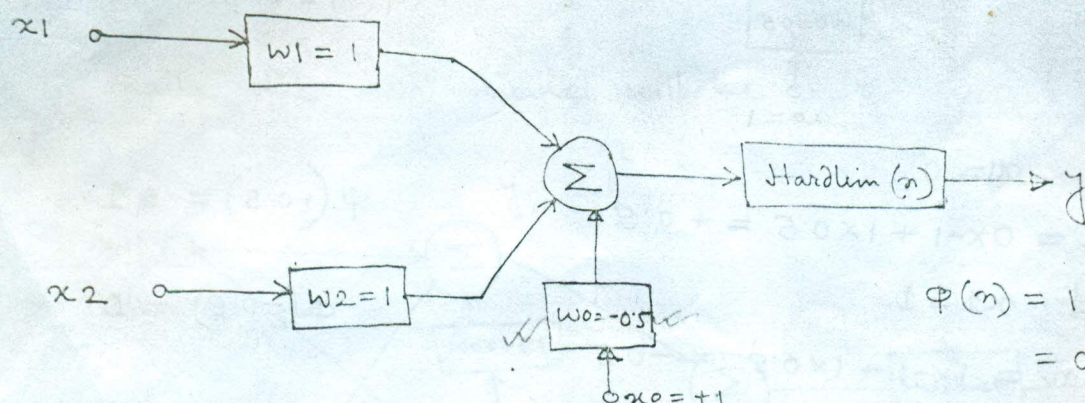 x1
w1 = 1
Σ
Hardlim (n)
y
x2
w2 = 1
w0=-0.5
φ(n) = 1
= 0
x0 = +1